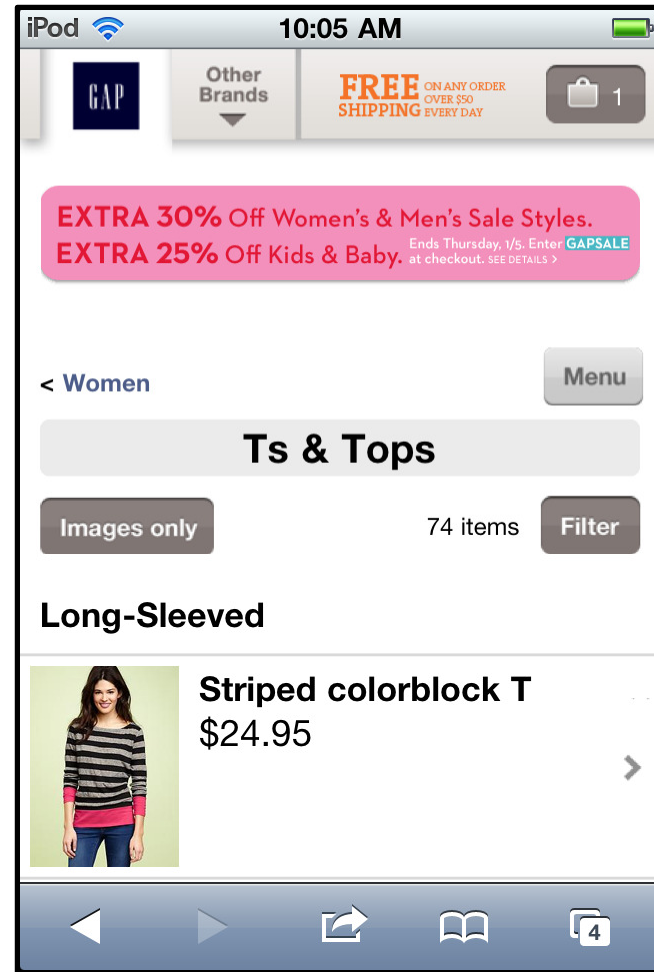 iPod 10:05 AM
GAP
Other
Brands
FREE ON ANY ORDER
OVER $50
SHIPPING EVERY DAY
1
EXTRA 30% Off Women's & Men's Sale Styles.
EXTRA 25% Off Kids & Baby. Ends Thursday, 1/5. Enter GAPSALE
at checkout. SEE DETAILS >
< Women
Menu
Ts & Tops
Images only 74 items Filter
Long-Sleeved
Striped colorblock T
$24.95
4